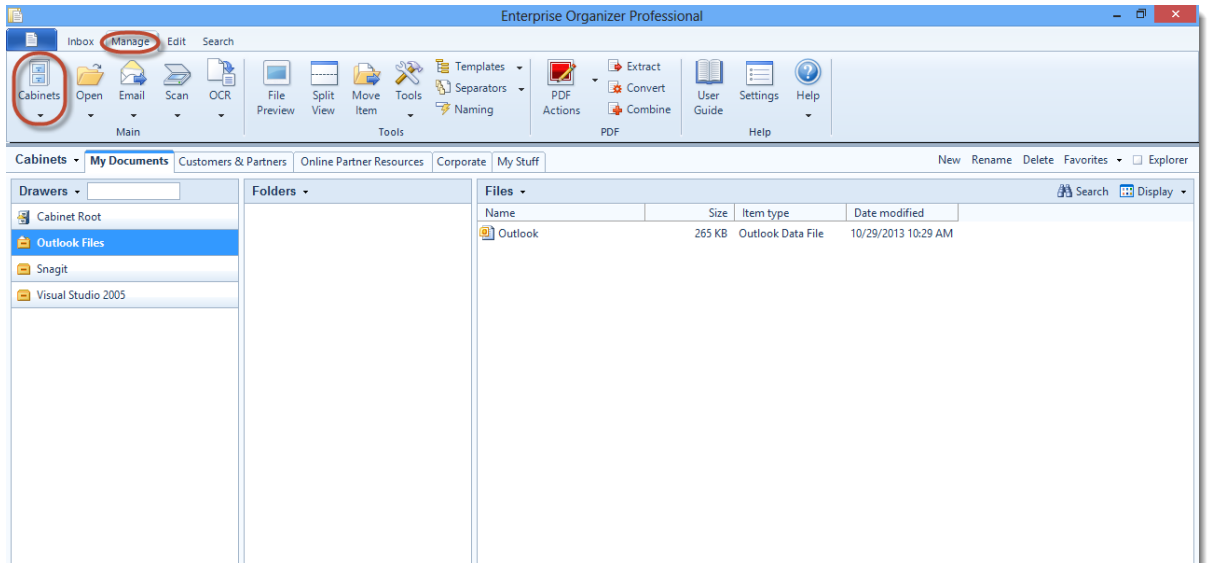 Enterprise Organizer Professional
Inbox Manage Edit Search
Cabinets Open Email Scan OCR File Preview Split View Move Item Tools Templates Separators Naming PDF Actions Extract Convert Combine User Guide Settings Help
Main Tools PDF Help
Cabinets My Documents Customers & Partners Online Partner Resources Corporate My Stuff New Rename Delete Favorites Explorer
Drawers Folders Files Search Display
Name Size Item type Date modified
Cabinet Root
Outlook 265 KB Outlook Data File 10/29/2013 10:29 AM
Outlook Files
Snagit
Visual Studio 2005